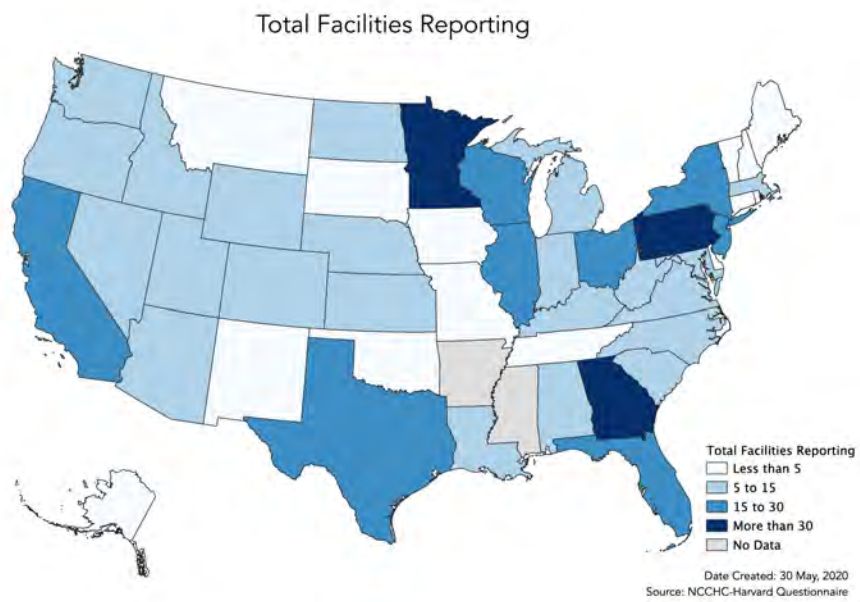 Total Facilities Reporting
Total Facilities Reporting
Less than 5
5 to 15
15 to 30
More than 30
No Data
Date Created: 30 May, 2020
Source: NCCHC-Harvard Questionnaire